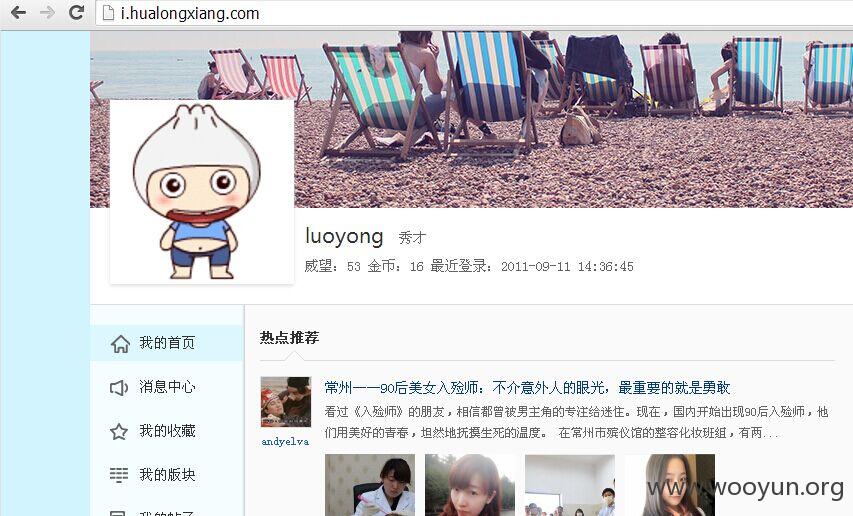 i.hualongxiang.com
luoyong 秀才
威望：53 金币：16 最近登录：2011-09-11 14:36:45
我的首页
消息中心
我的收藏
我的版块
我的帖子
热点推荐
常州——90后美女入殓师：不介意外人的眼光，最重要的就是勇敢
看过《入殓师》的朋友，相信都曾被男主角的专注给迷住。现在，国内开始出现90后入殓师，他
们用美好的青春，坦然地抚摸生死的温度。 在常州市殡仪馆的整容化妆班组，有两...
andyelva
www.wooyun.org